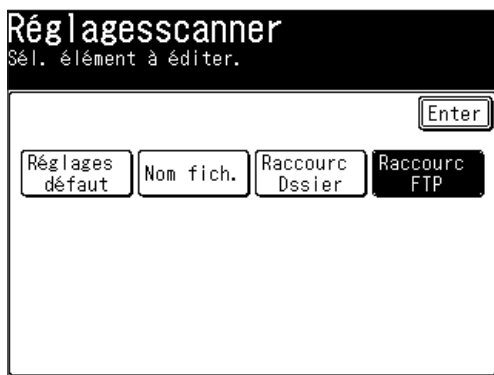 Réglagesscanner
Sél. élément à éditer.
Enter
Réglages défaut
Nom fich.
Raccourc Dssier
Raccourc FTP